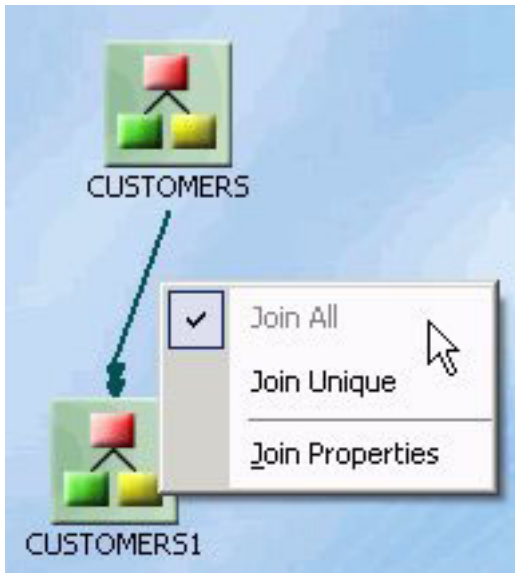 CUSTOMERS
Join All
Join Unique
Join Properties
CUSTOMERS1